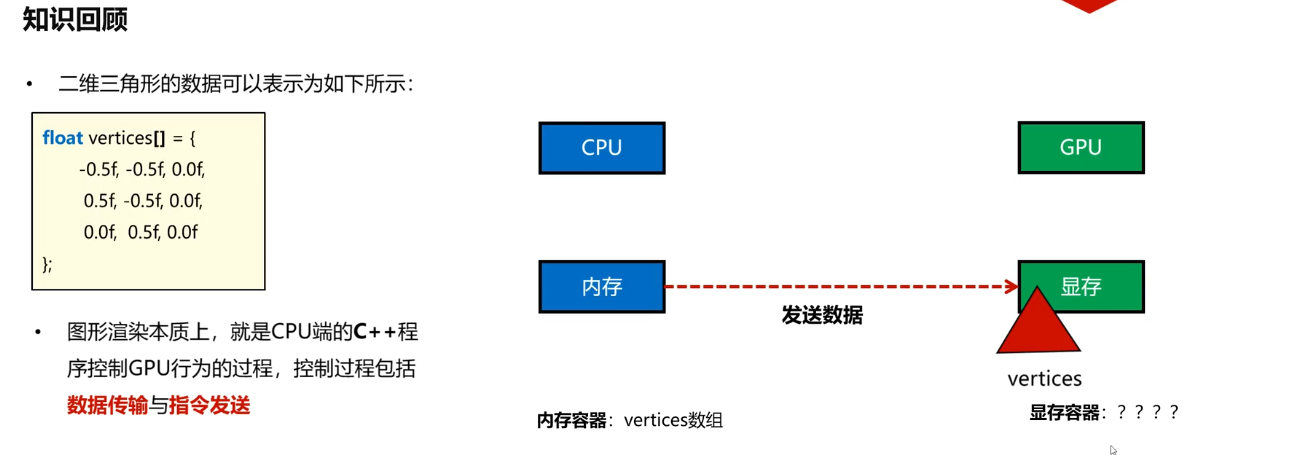 知识回顾
• 二维三角形的数据可以表示为如下所示：
float vertices[] = {
-0.5f, -0.5f, 0.0f,
0.5f, -0.5f, 0.0f,
0.0f, 0.5f, 0.0f
};
• 图形渲染本质上，就是CPU端的C++程
序控制GPU行为的过程，控制过程包括
数据传输与指令发送
CPU
GPU
内存
显存
发送数据
vertices
内存容器：vertices数组
显存容器：？？？？